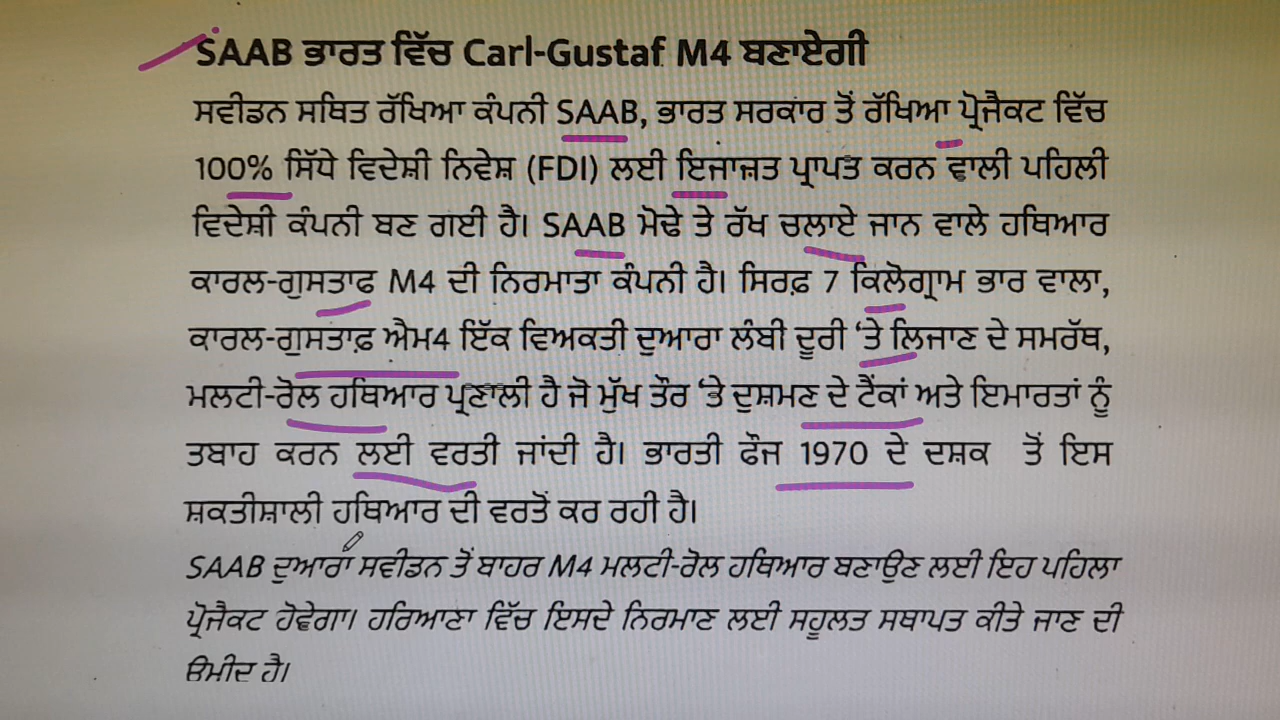 SAAB ਭਾਰਤ ਵਿੱਚ Carl-Gustaf M4 ਬਣਾਏਗੀ
ਸਵੀਡਨ ਸਥਿਤ ਰੱਖਿਆ ਕੰਪਨੀ SAAB, ਭਾਰਤ ਸਰਕਾਰ ਤੋਂ ਰੱਖਿਆ ਪ੍ਰੋਜੈਕਟ ਵਿੱਚ
100% ਸਿੱਧੇ ਵਿਦੇਸ਼ੀ ਨਿਵੇਸ਼ (FDI) ਲਈ ਇਜਾਜ਼ਤ ਪ੍ਰਾਪਤ ਕਰਨ ਵਾਲੀ ਪਹਿਲੀ
ਵਿਦੇਸ਼ੀ ਕੰਪਨੀ ਬਣ ਗਈ ਹੈ। SAAB ਮੋਢੇ ਤੇ ਰੱਖ ਚਲਾਏ ਜਾਨ ਵਾਲੇ ਹਥਿਆਰ
ਕਾਰਲ-ਗੁਸਤਾਫ M4 ਦੀ ਨਿਰਮਾਤਾ ਕੰਪਨੀ ਹੈ। ਸਿਰਫ਼ 7 ਕਿਲੋਗ੍ਰਾਮ ਭਾਰ ਵਾਲਾ,
ਕਾਰਲ-ਗੁਸਤਾਫ਼ ਐਮ4 ਇੱਕ ਵਿਅਕਤੀ ਦੁਆਰਾ ਲੰਬੀ ਦੂਰੀ ‘ਤੇ ਲਿਜਾਣ ਦੇ ਸਮਰੱਥ,
ਮਲਟੀ-ਰੋਲ ਹਥਿਆਰ ਪ੍ਰਣਾਲੀ ਹੈ ਜੋ ਮੁੱਖ ਤੌਰ ‘ਤੇ ਦੁਸ਼ਮਣ ਦੇ ਟੈਂਕਾਂ ਅਤੇ ਇਮਾਰਤਾਂ ਨੂੰ
ਤਬਾਹ ਕਰਨ ਲਈ ਵਰਤੀ ਜਾਂਦੀ ਹੈ। ਭਾਰਤੀ ਫੌਜ 1970 ਦੇ ਦਸ਼ਕ ਤੋਂ ਇਸ
ਸ਼ਕਤੀਸ਼ਾਲੀ ਹਥਿਆਰ ਦੀ ਵਰਤੋਂ ਕਰ ਰਹੀ ਹੈ।
SAAB ਦੁਆਰਾ ਸਵੀਡਨ ਤੋਂ ਬਾਹਰ M4 ਮਲਟੀ-ਰੋਲ ਹਥਿਆਰ ਬਣਾਉਣ ਲਈ ਇਹ ਪਹਿਲਾ
ਪ੍ਰੋਜੈਕਟ ਹੋਵੇਗਾ। ਹਰਿਆਣਾ ਵਿੱਚ ਇਸਦੇ ਨਿਰਮਾਣ ਲਈ ਸਹੂਲਤ ਸਥਾਪਤ ਕੀਤੇ ਜਾਣ ਦੀ
ਉਮੀਦ ਹੈ।